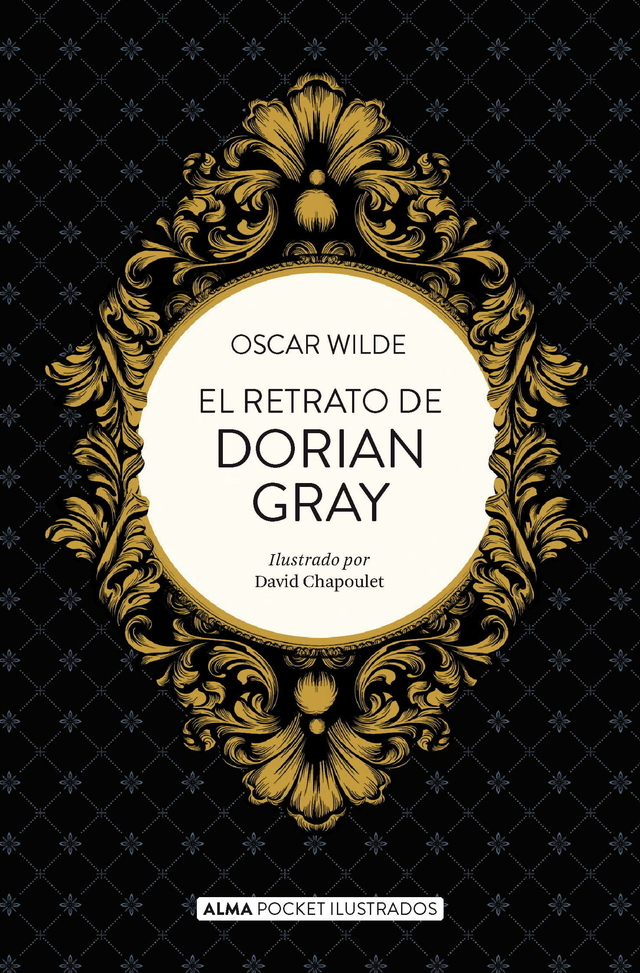 OSCAR WILDE
EL RETRATO DE
DORIAN
GRAY
Ilustrado por
David Chapoulet
ALMA POCKET ILUSTRADOS